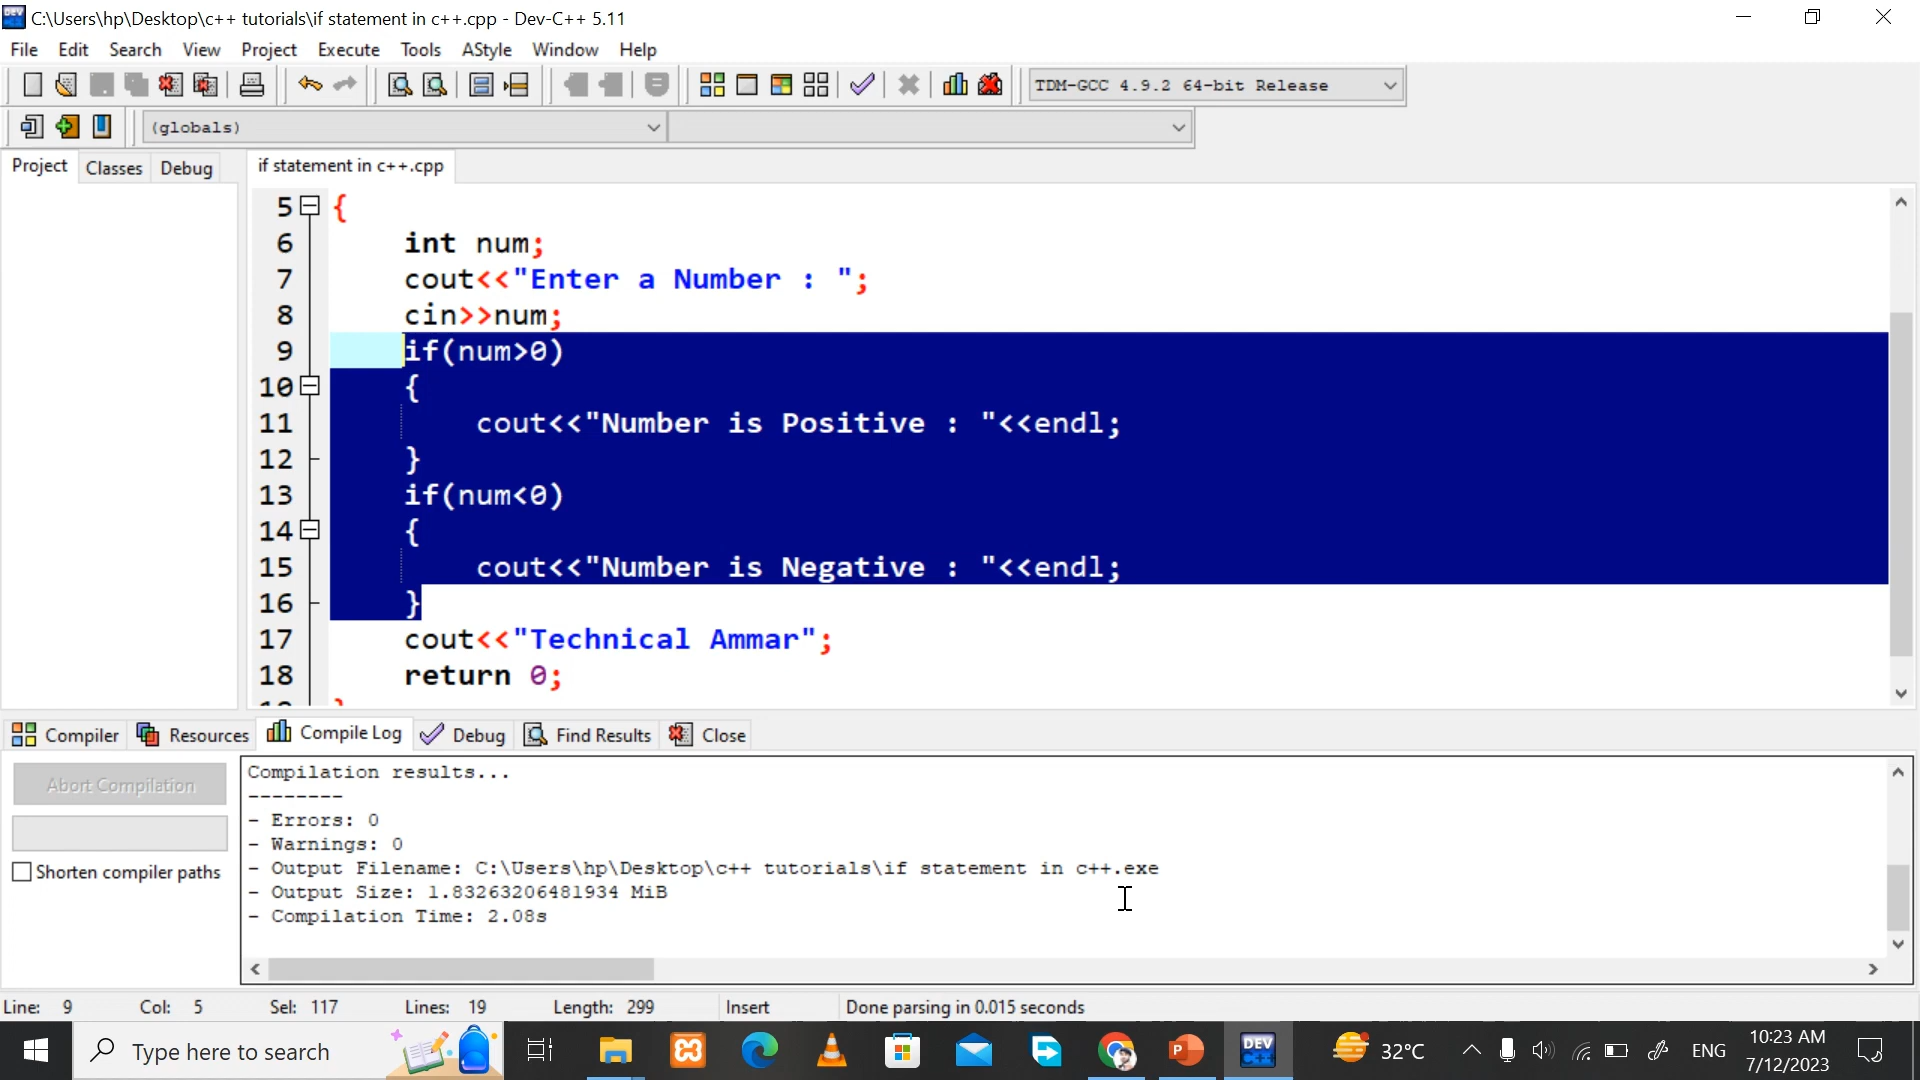 C:\Users\hp\Desktop\c++ tutorials\if statement in c++.cpp - Dev-C++ 5.11
File Edit Search View Project Execute Tools AStyle Window Help
TDM-GCC 4.9.2 64-bit Release
(globals)
Project Classes Debug
if statement in c++.cpp
5 {
6 int num;
7 cout<<"Enter a Number : ";
8 cin>>num;
9 if(num>0)
10 {
11 cout<<"Number is Positive : "<<endl;
12 }
13 if(num<0)
14 {
15 cout<<"Number is Negative : "<<endl;
16 }
17 cout<<"Technical Ammar";
18 return 0;
Compiler Resources Compile Log Debug Find Results Close
Abort Compilation
Shorten compiler paths
Compilation results...
--------
- Errors: 0
- Warnings: 0
- Output Filename: C:\Users\hp\Desktop\c++ tutorials\if statement in c++.exe
- Output Size: 1.83263206481934 MiB
- Compilation Time: 2.08s
Line: 9 Col: 5 Sel: 117 Lines: 19 Length: 299 Insert Done parsing in 0.015 seconds
Type here to search
DEV
32°C
ENG
10:23 AM
7/12/2023